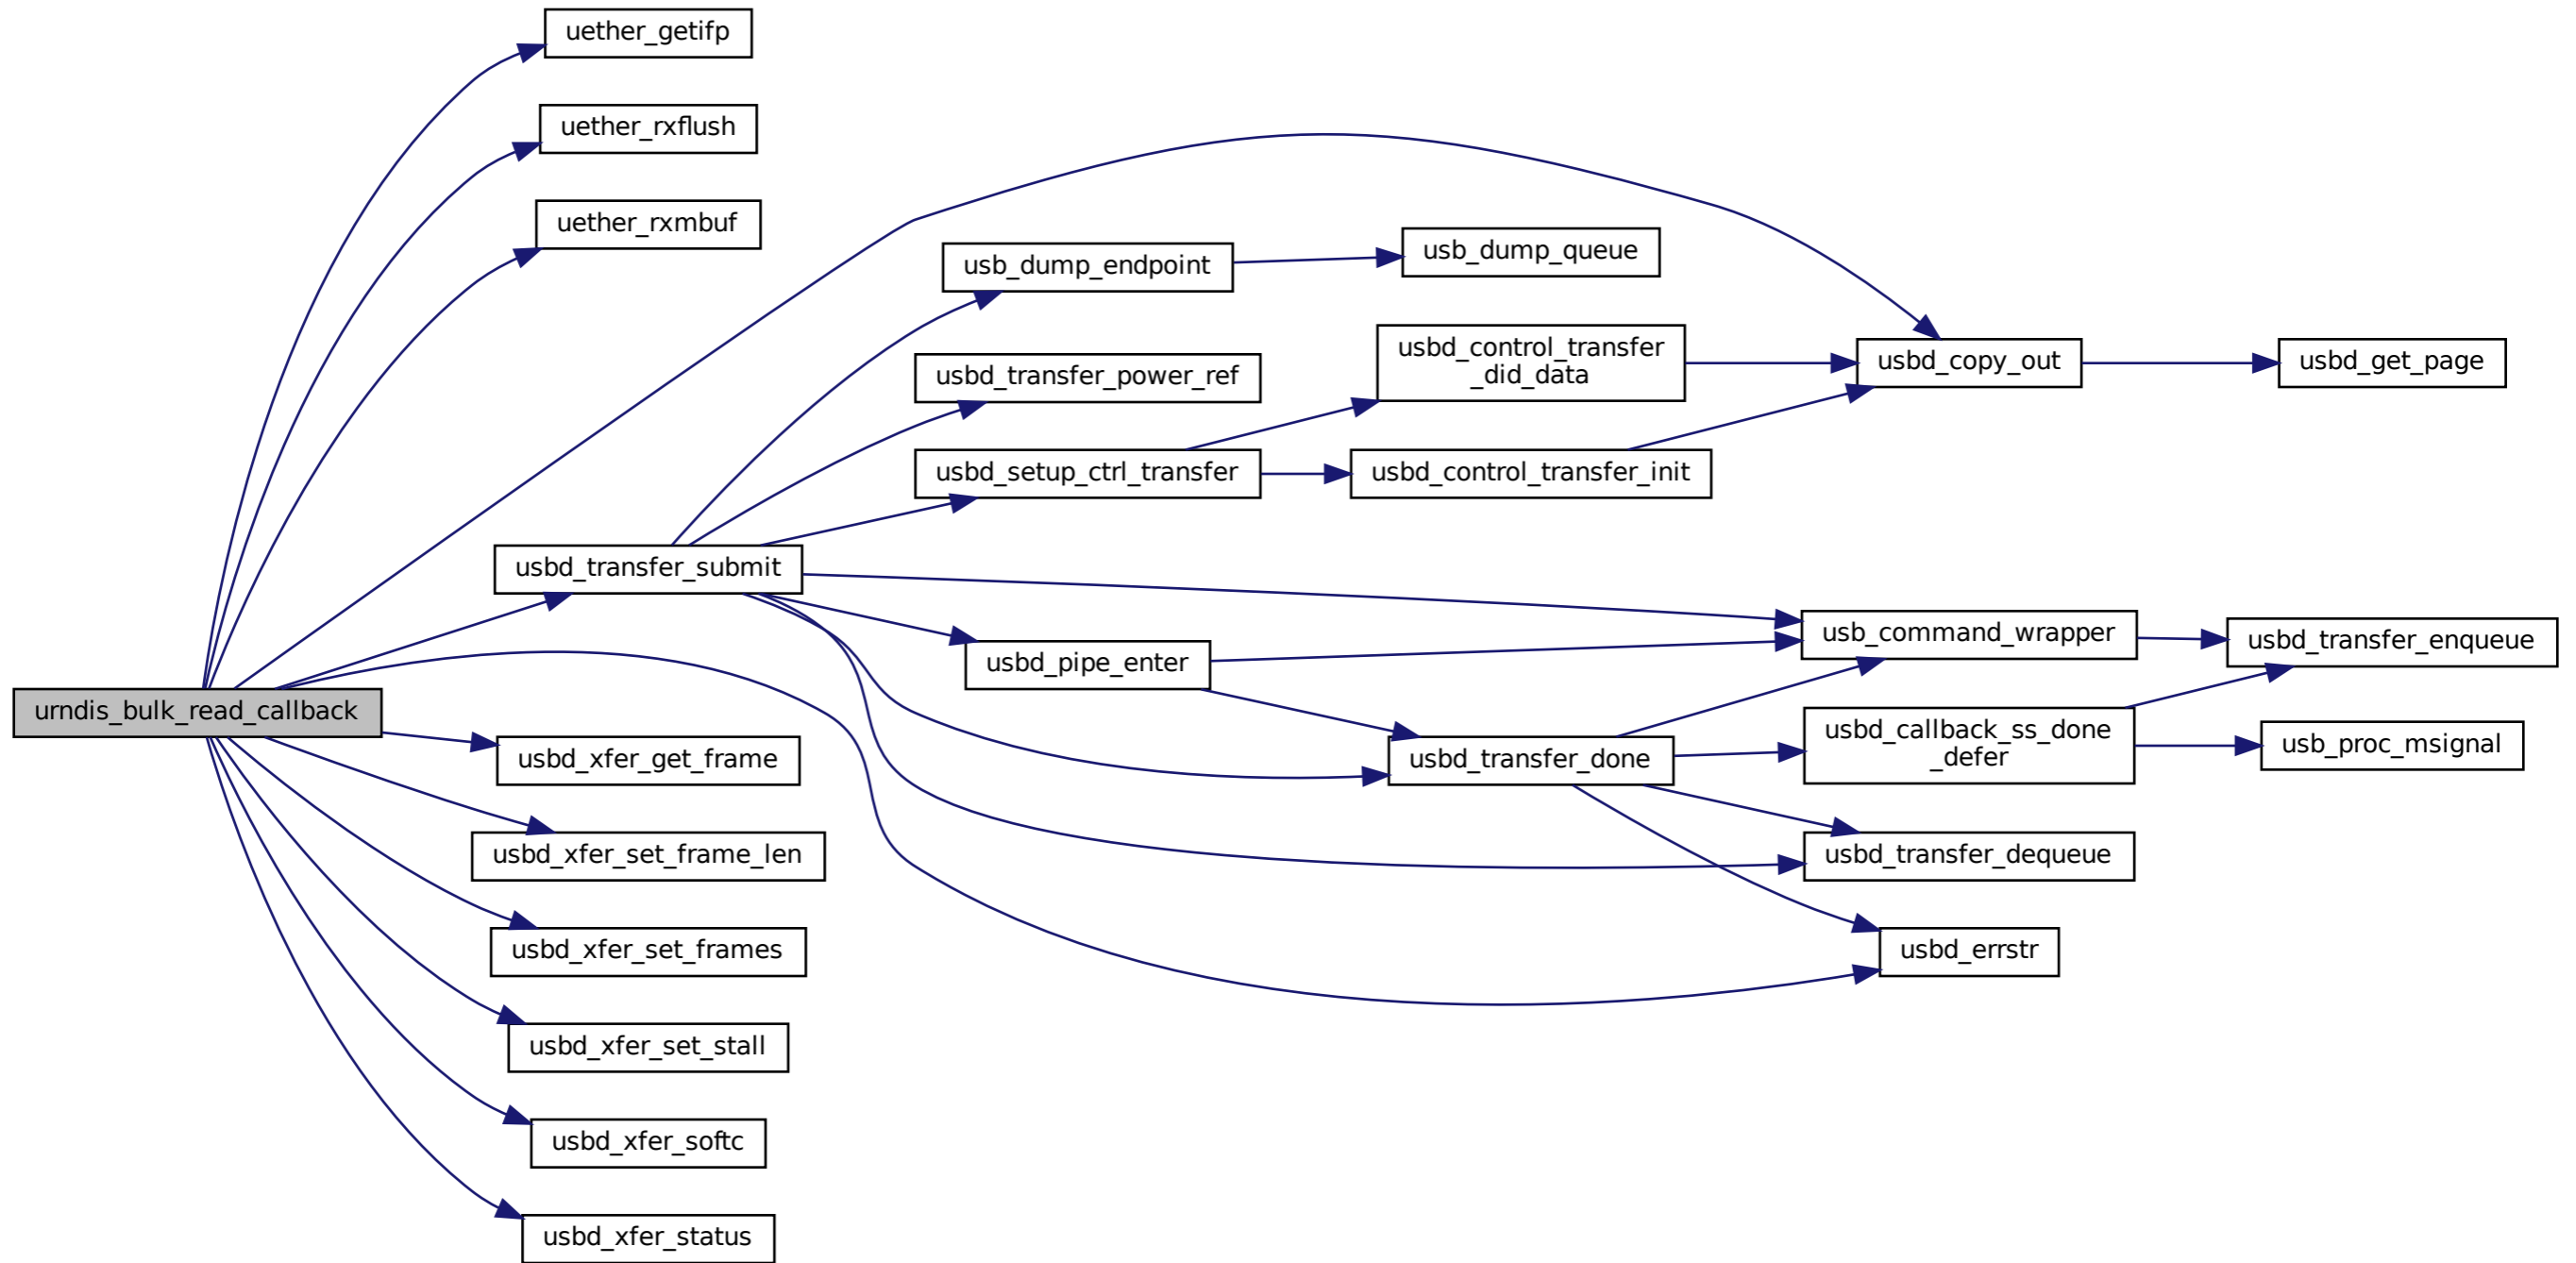 uether_getifp
uether_rxflush
uether_rxmbuf
usb_dump_endpoint
usb_dump_queue
usbd_transfer_power_ref
usbd_control_transfer
_did_data
usbd_copy_out
usbd_get_page
usbd_setup_ctrl_transfer
usbd_control_transfer_init
usbd_transfer_submit
usb_command_wrapper
usbd_transfer_enqueue
usbd_pipe_enter
urndis_bulk_read_callback
usbd_xfer_get_frame
usbd_transfer_done
usbd_callback_ss_done
_defer
usb_proc_msignal
usbd_xfer_set_frame_len
usbd_transfer_dequeue
usbd_xfer_set_frames
usbd_errstr
usbd_xfer_set_stall
usbd_xfer_softc
usbd_xfer_status